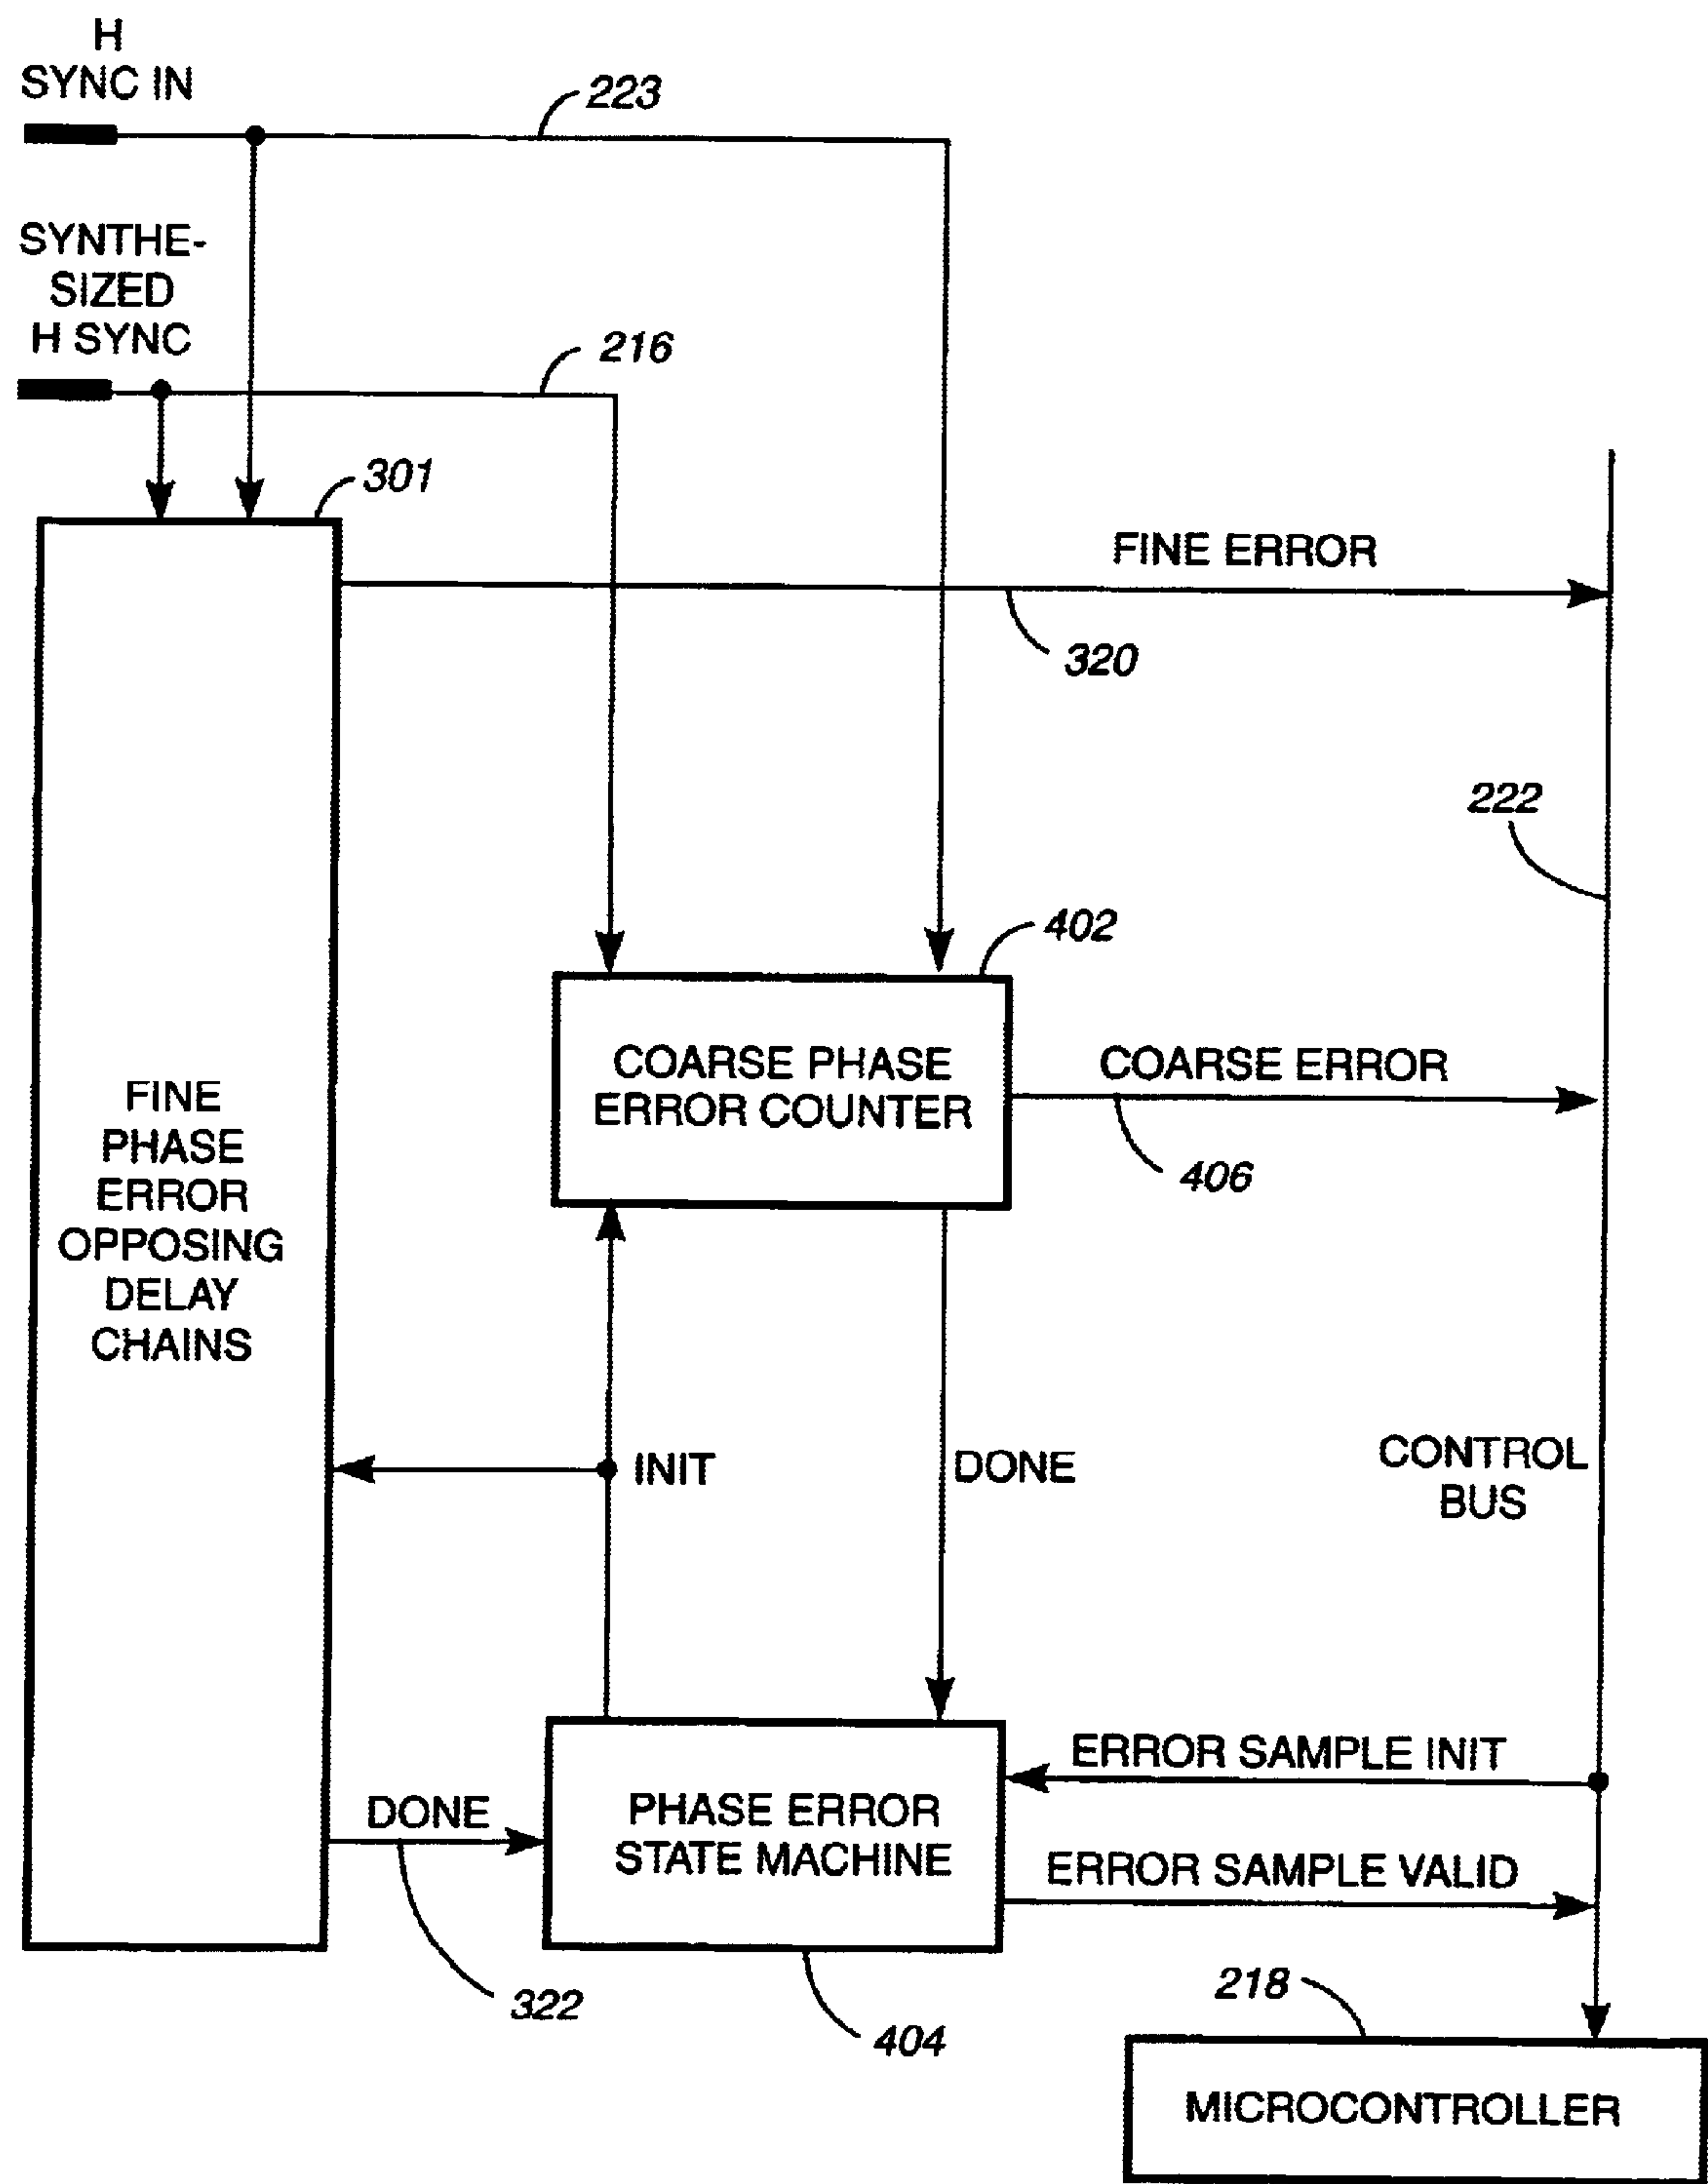 H
SYNC IN
223
SYNTHE-
SIZED
H SYNC
216
301
FINE ERROR
320
222
402
COARSE PHASE
ERROR COUNTER
COARSE ERROR
406
FINE
PHASE
ERROR
OPPOSING
DELAY
CHAINS
INIT
DONE
CONTROL
BUS
ERROR SAMPLE INIT
DONE
PHASE ERROR
STATE MACHINE
ERROR SAMPLE VALID
322
404
218
MICROCONTROLLER